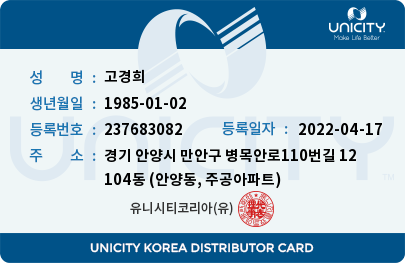 UNICITY
Make Life Better
성 명 : 고경희
생년월일 : 1985-01-02
등록번호 : 237683082 등록일자 : 2022-04-17
주 소 : 경기 안양시 만안구 병목안로110번길 12
104동 (안양동, 주공아파트)
UNICITY
유니시티코리아(유)
UNICITY KOREA DISTRIBUTOR CARD